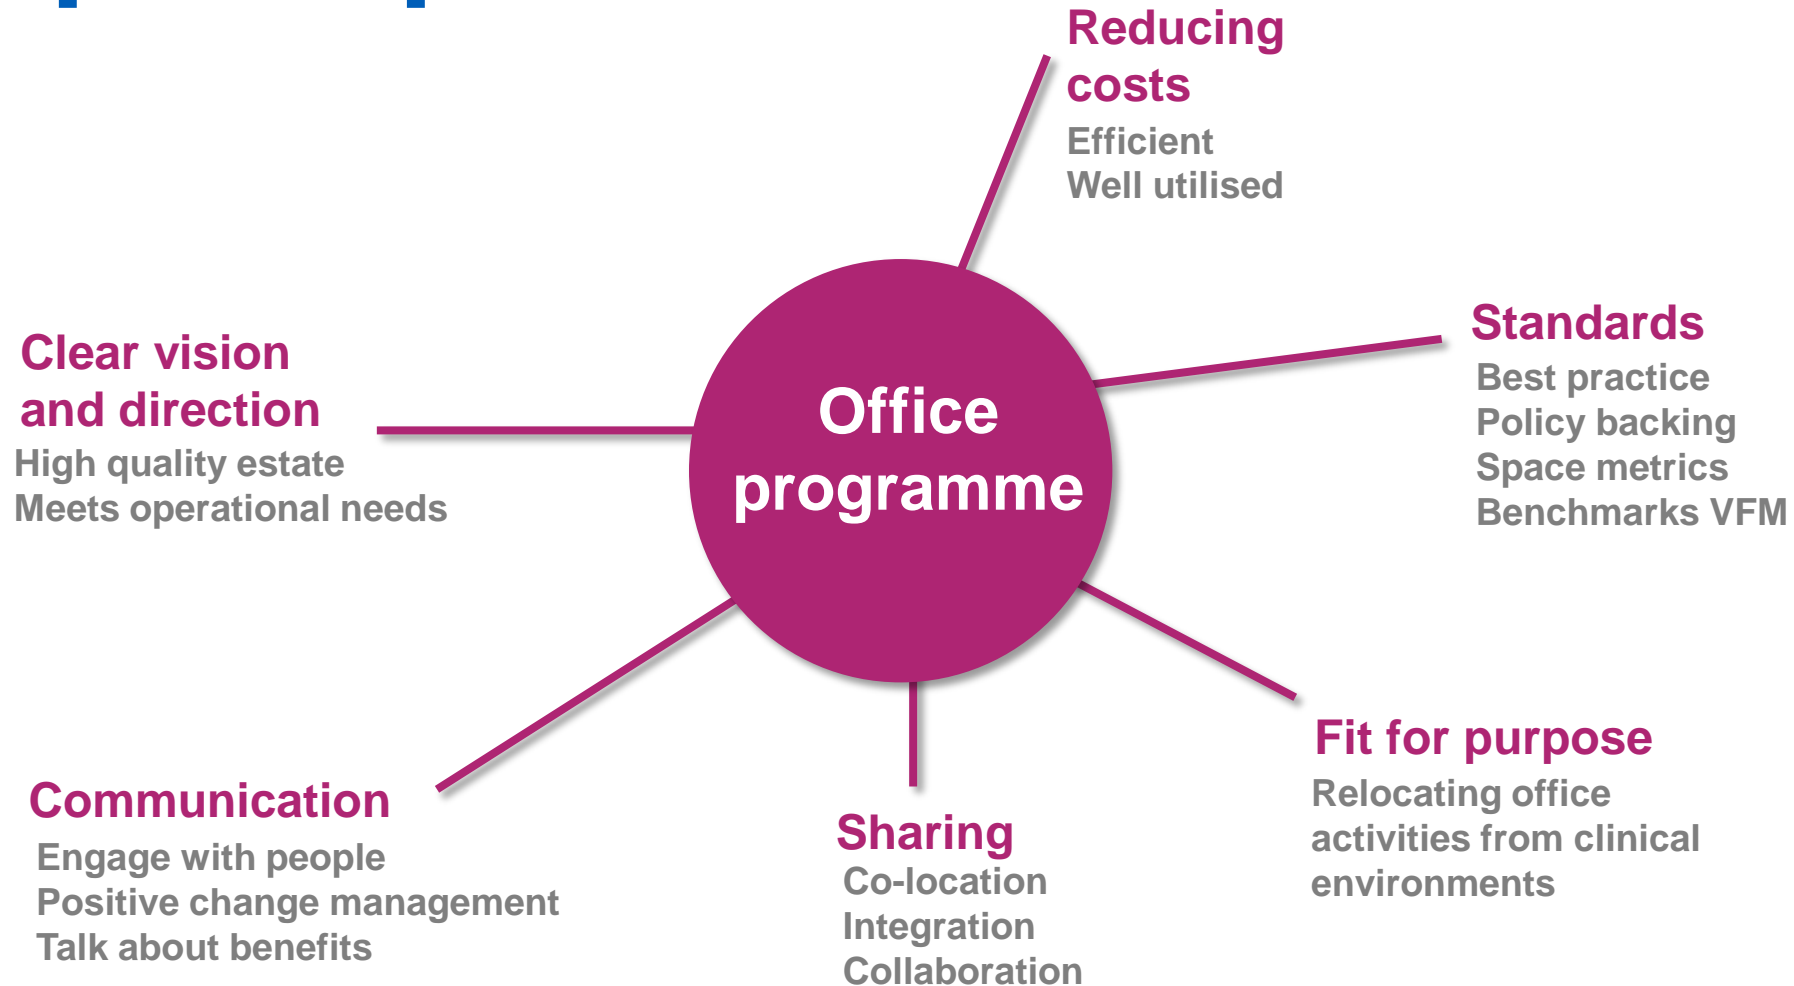 Reducing
costs
Efficient
Well utilised
Standards
Best practice
Policy backing
Space metrics
Benchmarks VFM
Clear vision
and direction
High quality estate
Meets operational needs
Office
programme
Fit for purpose
Relocating office
activities from clinical
environments
Communication
Engage with people
Positive change management
Talk about benefits
Sharing
Co-location
Integration
Collaboration